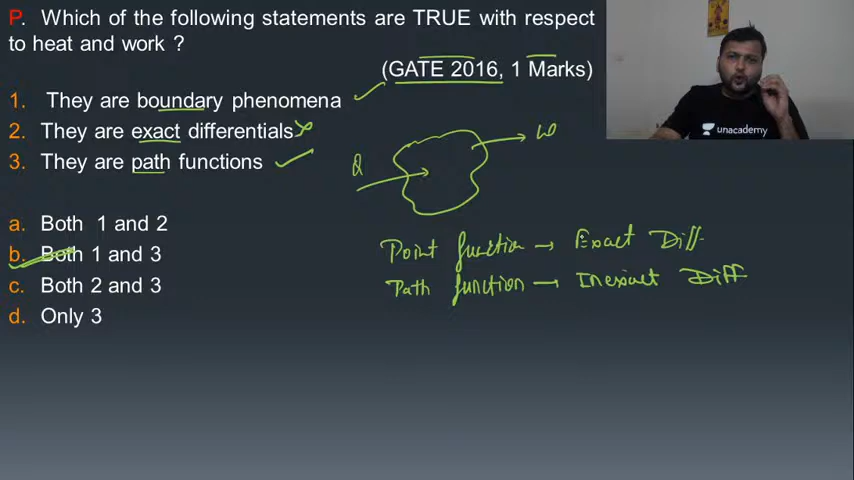 P. Which of the following statements are TRUE with respect
to heat and work ?
(GATE 2016, 1 Marks)
1. They are boundary phenomena
2. They are exact differentials
3. They are path functions
Q
W
a. Both 1 and 2
b. Both 1 and 3
c. Both 2 and 3
d. Only 3
Point function → Exact Diff
Path function → Inexact Diff
unacademy